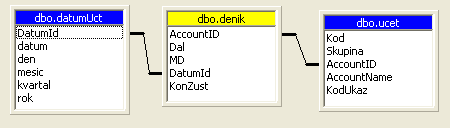 dbo.datumUct
DatumId
datum
den
mesic
kvartal
rok
dbo.denik
AccountID
Dal
MD
DatumId
KonZust
dbo.ucet
Kod
Skupina
AccountID
AccountName
KodUkaz